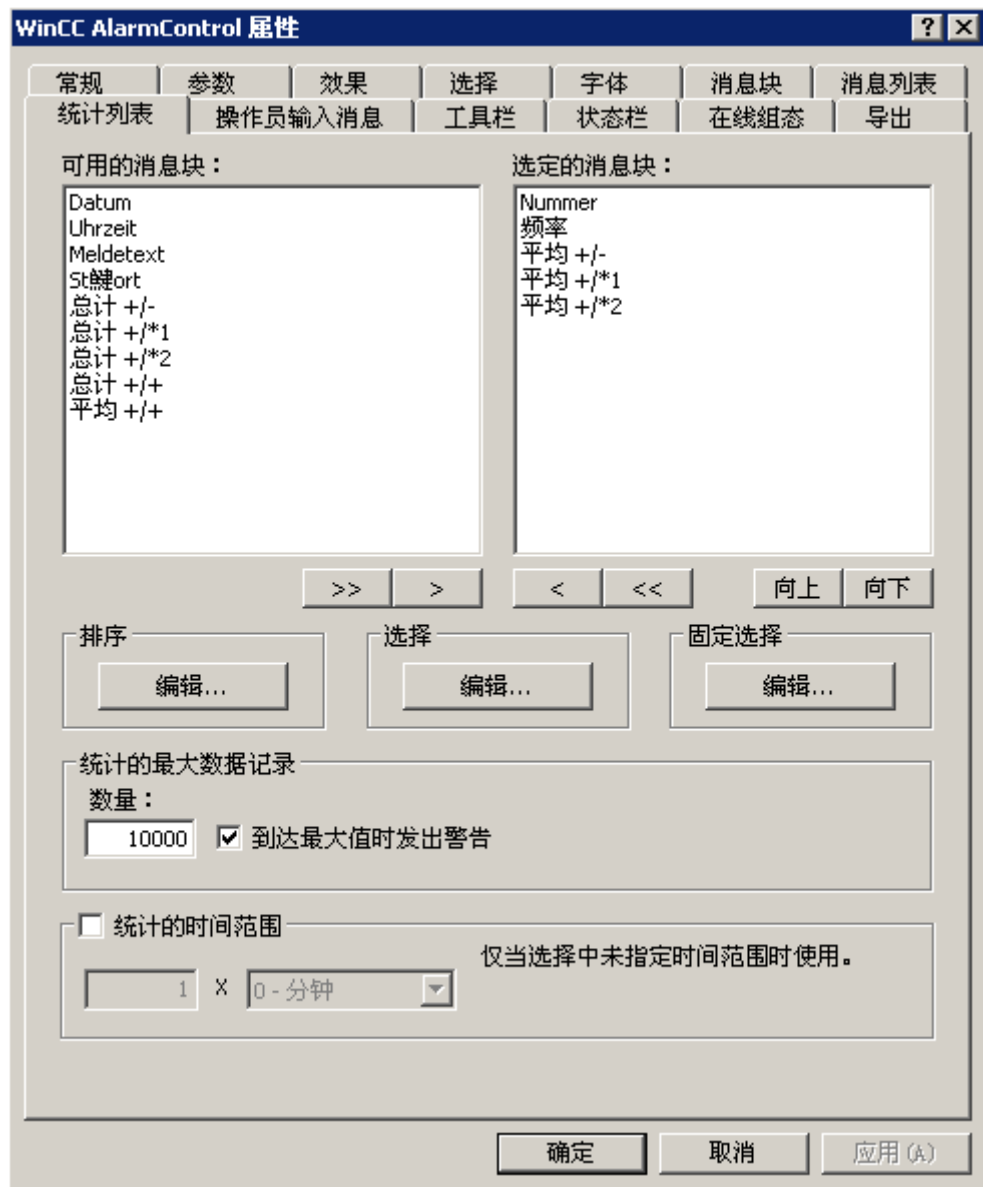 WinCC AlarmControl 属性
常规 参数 效果 选择 字体 消息块 消息列表
统计列表 操作员输入消息 工具栏 状态栏 在线组态 导出
可用的消息块：
Datum
Uhrzeit
Meldetext
St鰎ort
总计 +/-
总计 +/*1
总计 +/*2
总计 +/+
平均 +/+
选定的消息块：
Nummer
频率
平均 +/-
平均 +/*1
平均 +/*2
>> > < << 向上 向下
排序 选择 固定选择
编辑... 编辑... 编辑...
统计的最大数据记录
数量：
10000 到达最大值时发出警告
统计的时间范围
仅当选择中未指定时间范围时使用。
1 X 0 - 分钟
确定 取消 应用(A)